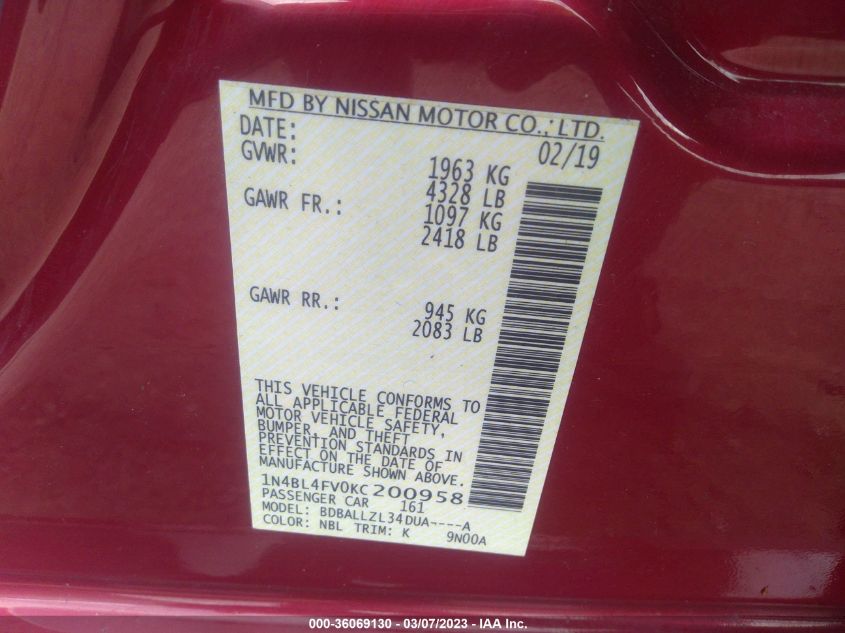 MFD BY NISSAN MOTOR CO., LTD.
DATE: 02/19
GVWR: 1963 KG
4328 LB
GAWR FR.: 1097 KG
2418 LB
GAWR RR.: 945 KG
2083 LB
THIS VEHICLE CONFORMS TO
ALL APPLICABLE FEDERAL
MOTOR VEHICLE SAFETY,
BUMPER, AND THEFT
PREVENTION STANDARDS IN
EFFECT ON THE DATE OF
MANUFACTURE SHOWN ABOVE.
1N4BL4FV0KC200958
PASSENGER CAR 161
MODEL: BDBALLZL34DUA----A
COLOR: NBL TRIM: K 9N00A
000-36069130 - 03/07/2023 - IAA Inc.